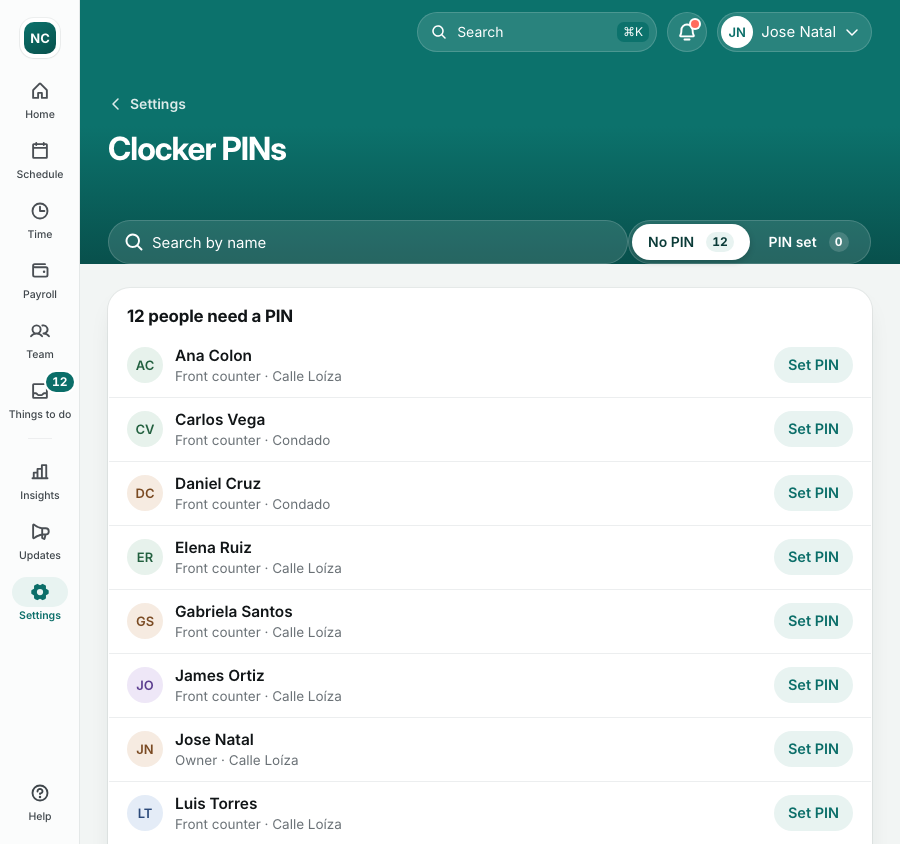 NC
Home
Schedule
Time
Payroll
Team
12
Things to do
Insights
Updates
Settings
Help
Search ⌘K
JN Jose Natal
Settings
Clocker PINs
Search by name
No PIN 12
PIN set 0
12 people need a PIN
AC
Ana Colon
Front counter · Calle Loíza
Set PIN
CV
Carlos Vega
Front counter · Condado
Set PIN
DC
Daniel Cruz
Front counter · Condado
Set PIN
ER
Elena Ruiz
Front counter · Calle Loíza
Set PIN
GS
Gabriela Santos
Front counter · Calle Loíza
Set PIN
JO
James Ortiz
Front counter · Calle Loíza
Set PIN
JN
Jose Natal
Owner · Calle Loíza
Set PIN
LT
Luis Torres
Front counter · Calle Loíza
Set PIN